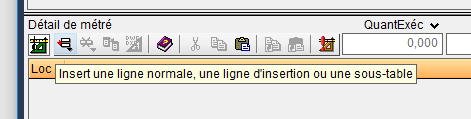 Détail de métré QuantExéc
0,000
Loc
Insert une ligne normale, une ligne d'insertion ou une sous-table